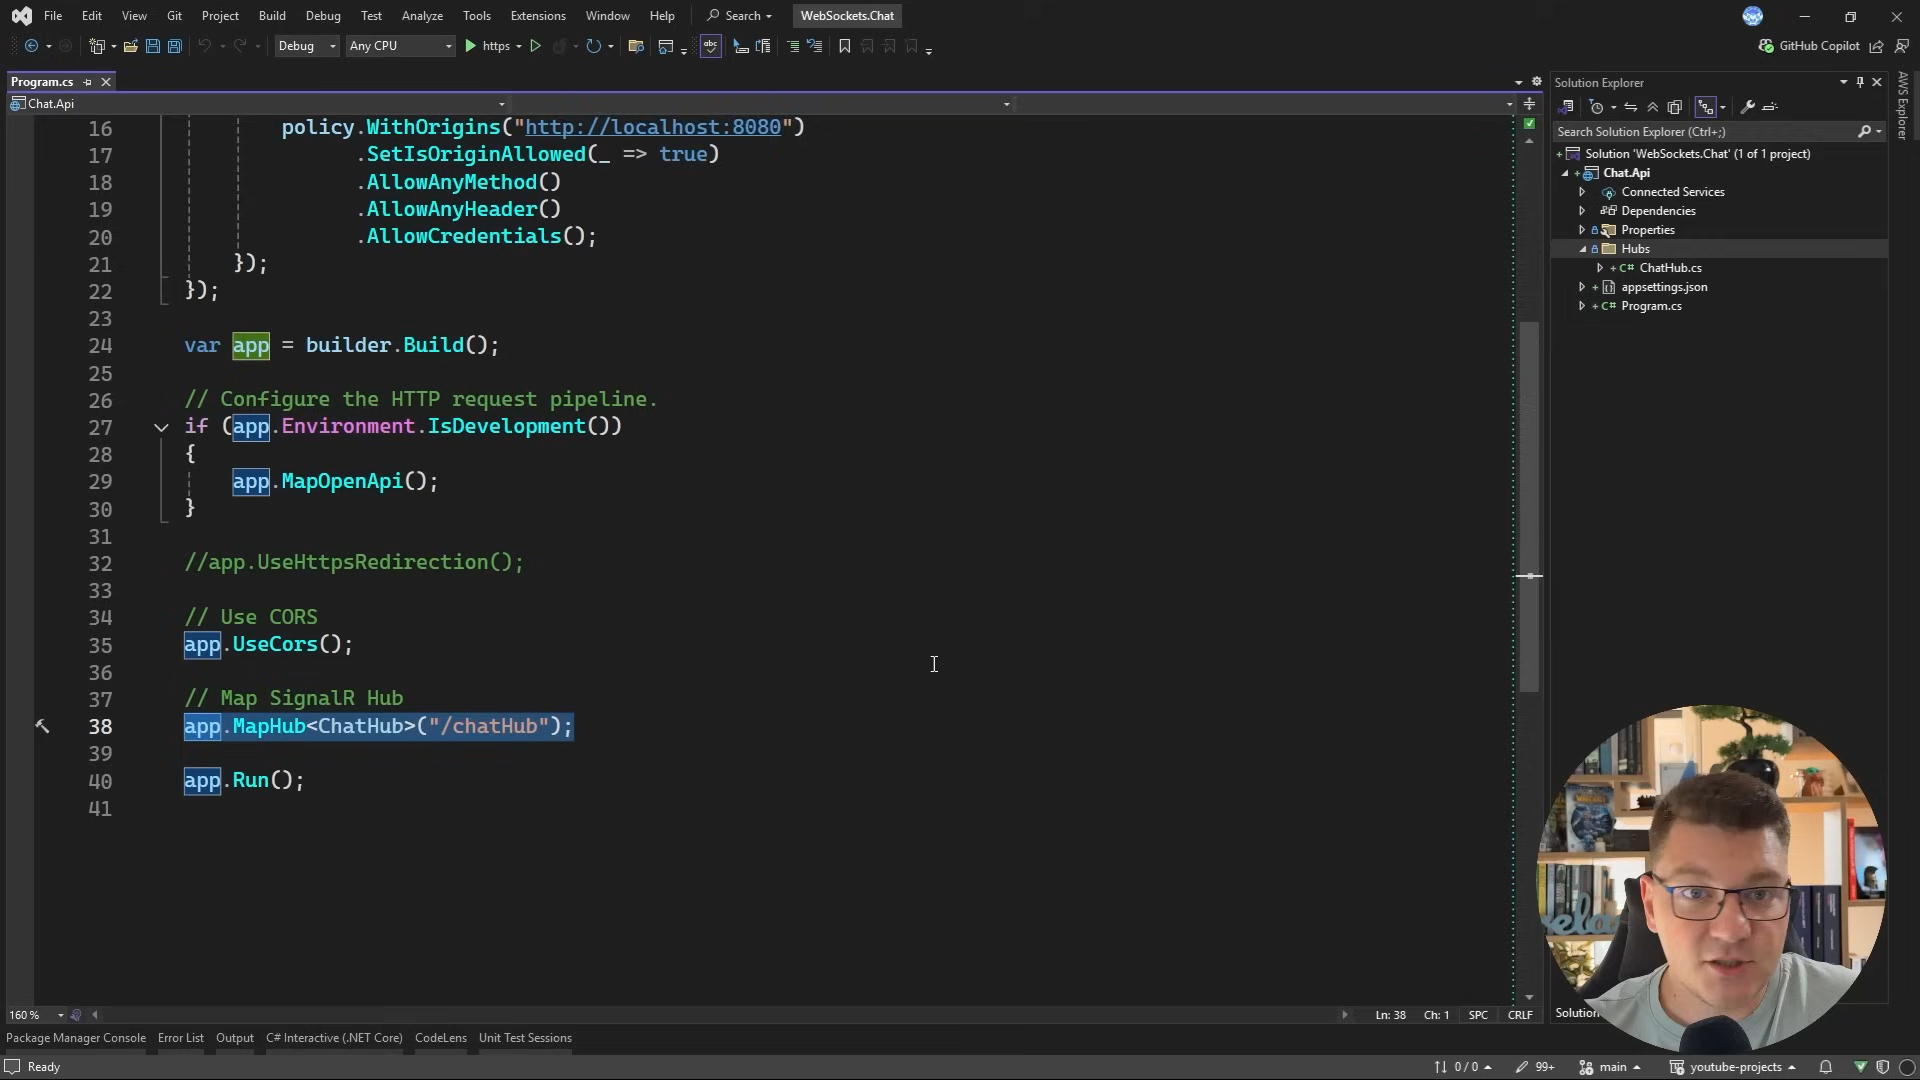 File Edit View Git Project Build Debug Test Analyze Tools Extensions Window Help Search WebSockets.Chat
Debug Any CPU https GitHub Copilot
Program.cs
Chat.Api
16 policy.WithOrigins("http://localhost:8080")
17 .SetIsOriginAllowed(_ => true)
18 .AllowAnyMethod()
19 .AllowAnyHeader()
20 .AllowCredentials();
21 });
22 });
23
24 var app = builder.Build();
25
26 // Configure the HTTP request pipeline.
27 if (app.Environment.IsDevelopment())
28 {
29 app.MapOpenApi();
30 }
31
32 //app.UseHttpsRedirection();
33
34 // Use CORS
35 app.UseCors();
36
37 // Map SignalR Hub
38 app.MapHub<ChatHub>("/chatHub");
39
40 app.Run();
41
160 % Ln: 38 Ch: 1 SPC CRLF
Solution Explorer
Search Solution Explorer (Ctrl+;)
Solution 'WebSockets.Chat' (1 of 1 project)
Chat.Api
Connected Services
Dependencies
Properties
Hubs
C# ChatHub.cs
appsettings.json
C# Program.cs
AWS Explorer
Package Manager Console Error List Output C# Interactive (.NET Core) CodeLens Unit Test Sessions
Ready 0 / 0 99+ main youtube-projects